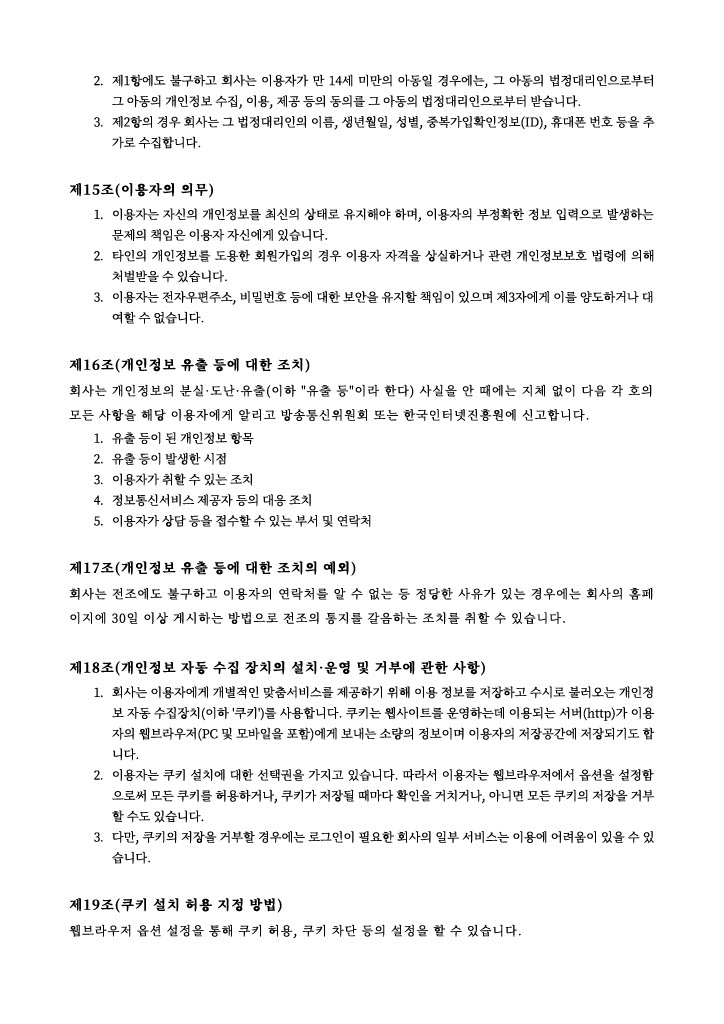 2. 제1항에도 불구하고 회사는 이용자가 만 14세 미만의 아동일 경우에는, 그 아동의 법정대리인으로부터
그 아동의 개인정보 수집, 이용, 제공 등의 동의를 그 아동의 법정대리인으로부터 받습니다.
3. 제2항의 경우 회사는 그 법정대리인의 이름, 생년월일, 성별, 중복가입확인정보(ID), 휴대폰 번호 등을 추
가로 수집합니다.
제15조(이용자의 의무)
1. 이용자는 자신의 개인정보를 최신의 상태로 유지해야 하며, 이용자의 부정확한 정보 입력으로 발생하는
문제의 책임은 이용자 자신에게 있습니다.
2. 타인의 개인정보를 도용한 회원가입의 경우 이용자 자격을 상실하거나 관련 개인정보보호 법령에 의해
처벌받을 수 있습니다.
3. 이용자는 전자우편주소, 비밀번호 등에 대한 보안을 유지할 책임이 있으며 제3자에게 이를 양도하거나 대
여할 수 없습니다.
제16조(개인정보 유출 등에 대한 조치)
회사는 개인정보의 분실·도난·유출(이하 "유출 등"이라 한다) 사실을 안 때에는 지체 없이 다음 각 호의
모든 사항을 해당 이용자에게 알리고 방송통신위원회 또는 한국인터넷진흥원에 신고합니다.
1. 유출 등이 된 개인정보 항목
2. 유출 등이 발생한 시점
3. 이용자가 취할 수 있는 조치
4. 정보통신서비스 제공자 등의 대응 조치
5. 이용자가 상담 등을 접수할 수 있는 부서 및 연락처
제17조(개인정보 유출 등에 대한 조치의 예외)
회사는 전조에도 불구하고 이용자의 연락처를 알 수 없는 등 정당한 사유가 있는 경우에는 회사의 홈페
이지에 30일 이상 게시하는 방법으로 전조의 통지를 갈음하는 조치를 취할 수 있습니다.
제18조(개인정보 자동 수집 장치의 설치·운영 및 거부에 관한 사항)
1. 회사는 이용자에게 개별적인 맞춤서비스를 제공하기 위해 이용 정보를 저장하고 수시로 불러오는 개인정
보 자동 수집장치(이하 '쿠키')를 사용합니다. 쿠키는 웹사이트를 운영하는데 이용되는 서버(http)가 이용
자의 웹브라우저(PC 및 모바일을 포함)에게 보내는 소량의 정보이며 이용자의 저장공간에 저장되기도 합
니다.
2. 이용자는 쿠키 설치에 대한 선택권을 가지고 있습니다. 따라서 이용자는 웹브라우저에서 옵션을 설정함
으로써 모든 쿠키를 허용하거나, 쿠키가 저장될 때마다 확인을 거치거나, 아니면 모든 쿠키의 저장을 거부
할 수도 있습니다.
3. 다만, 쿠키의 저장을 거부할 경우에는 로그인이 필요한 회사의 일부 서비스는 이용에 어려움이 있을 수 있
습니다.
제19조(쿠키 설치 허용 지정 방법)
웹브라우저 옵션 설정을 통해 쿠키 허용, 쿠키 차단 등의 설정을 할 수 있습니다.